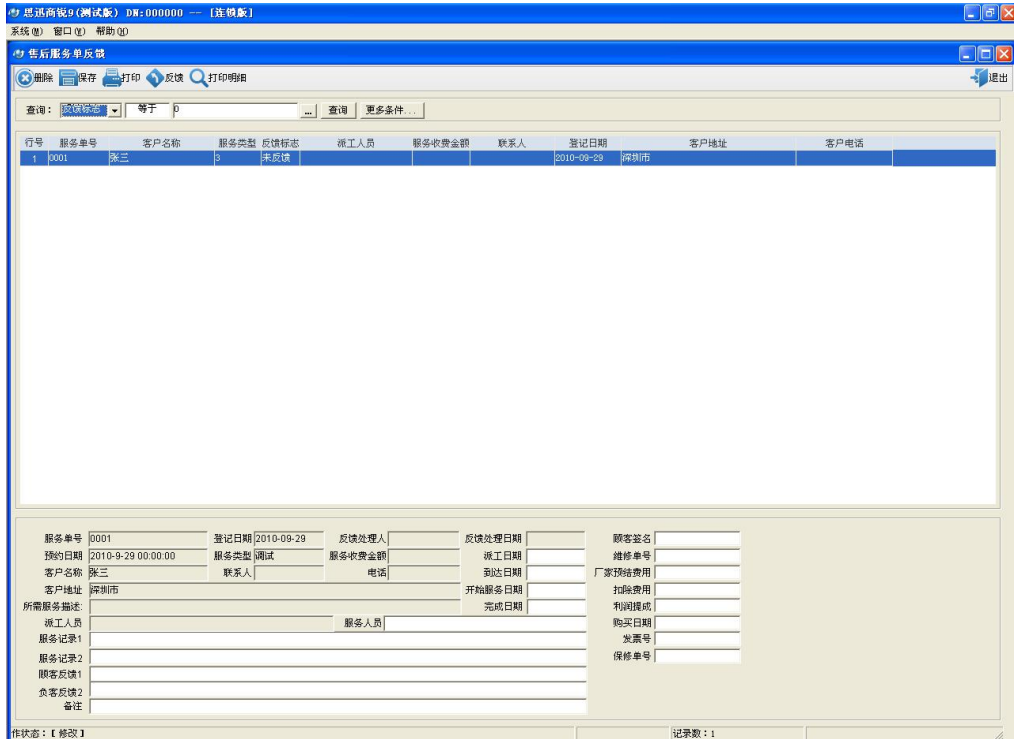 思迅商锐9(测试版) DN:000000 -- [连锁版]
系统(M) 窗口(Y) 帮助(H)
售后服务单反馈
删除 保存 打印 反馈 打印明细 退出
查询： 反馈标志 等于 0 ... 查询 更多条件...
行号 服务单号 客户名称 服务类型 反馈标志 派工人员 服务收费金额 联系人 登记日期 客户地址 客户电话
1 0001 张三 3 未反馈 2010-09-29 深圳市
服务单号 0001 登记日期 2010-09-29 反馈处理人 反馈处理日期 顾客签名
预约日期 2010-9-29 00:00:00 服务类型 调试 服务收费金额 派工日期 维修单号
客户名称 张三 联系人 电话 到达日期 厂家预结费用
客户地址 深圳市 开始服务日期 扣除费用
所需服务描述: 完成日期 利润提成
派工人员 服务人员 购买日期
服务记录1 发票号
服务记录2 保修单号
顾客反馈1
负客反馈2
备注
作状态：【 修改 】 记录数：1